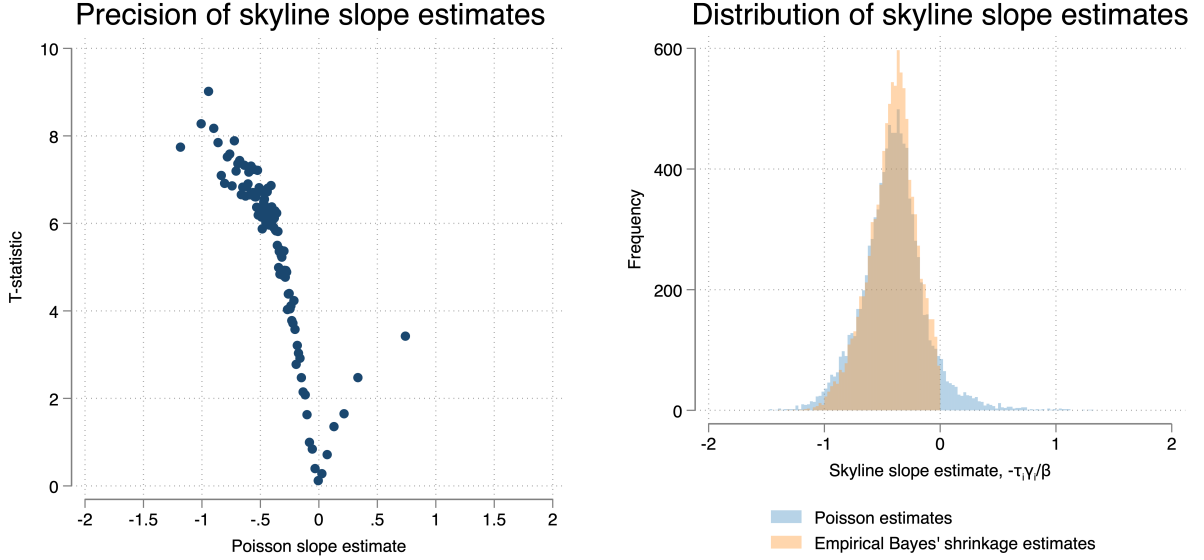 Precision of skyline slope estimates
10
8
6
4
2
0
T-statistic
-2 -1.5 -1 -.5 0 .5 1 1.5 2
Poisson slope estimate
Distribution of skyline slope estimates
600
400
200
0
Frequency
-2 -1 0 1 2
Skyline slope estimate, -τᵢγᵢ/β
Poisson estimates
Empirical Bayes' shrinkage estimates